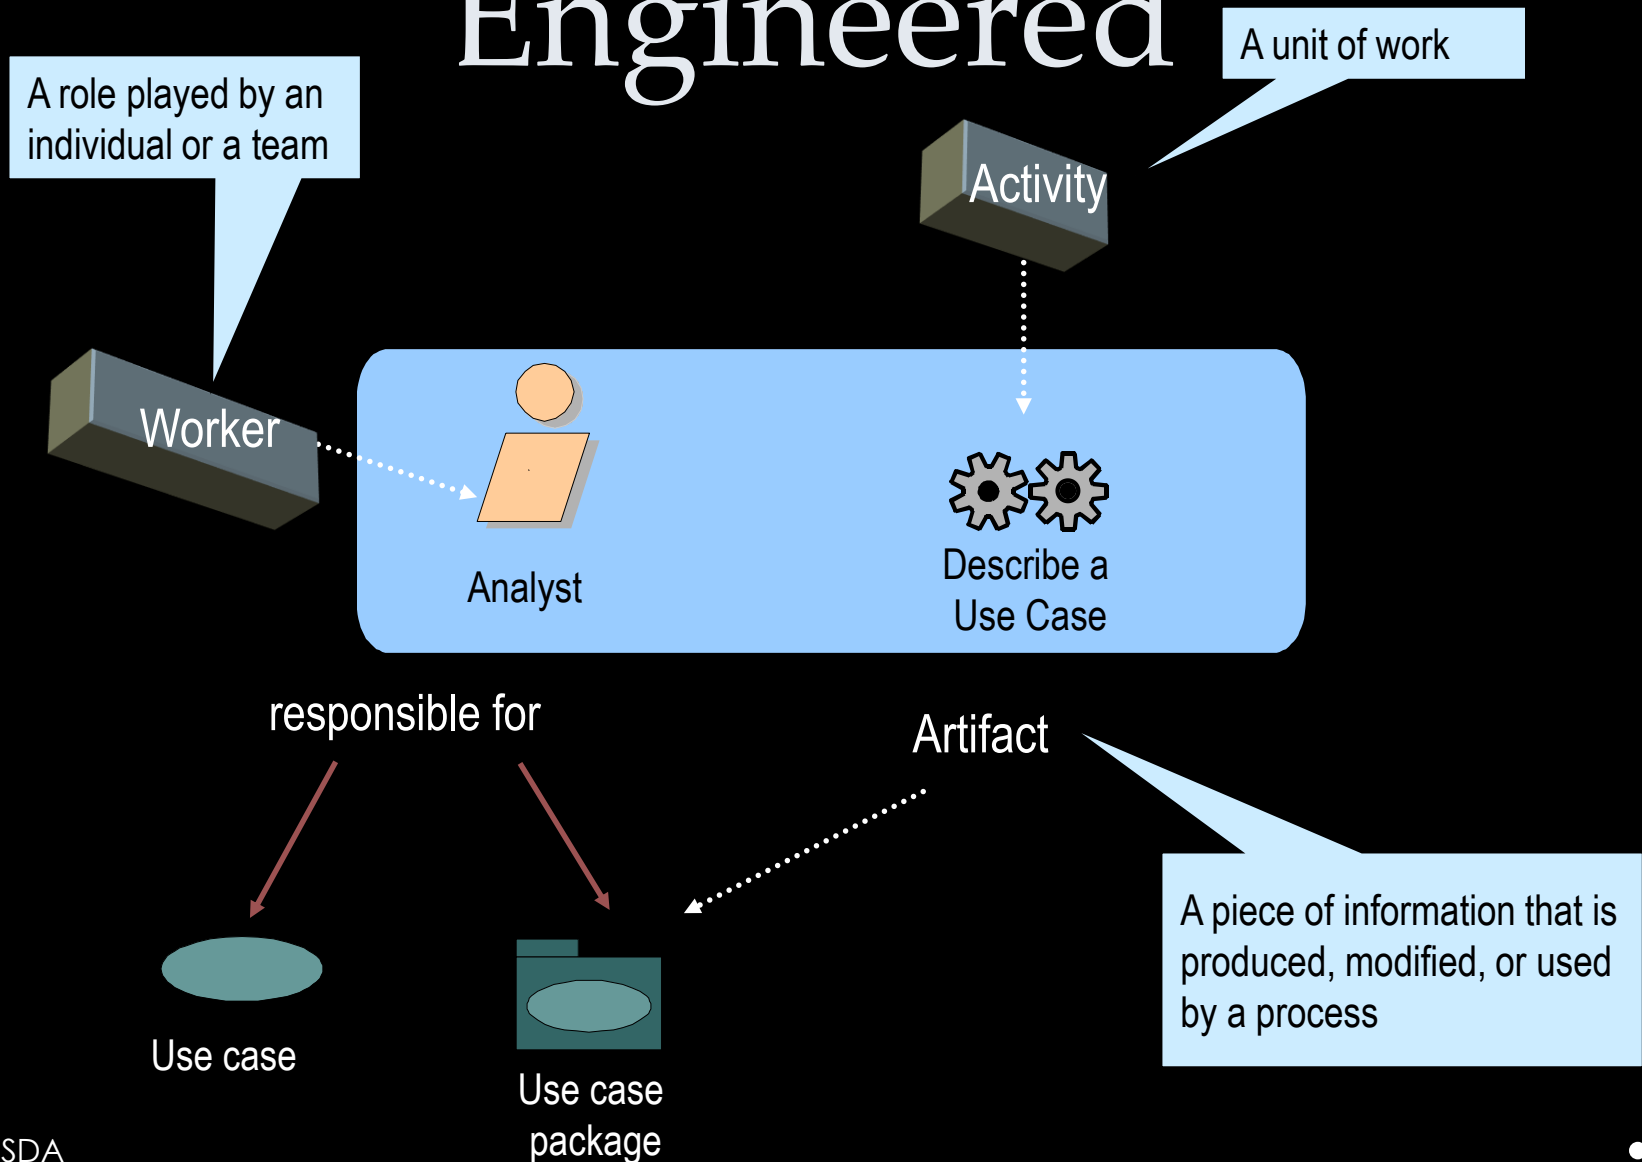 Engineered
A unit of work
A role played by an
individual or a team
Activity
Worker
Analyst
Describe a
Use Case
responsible for
Artifact
A piece of information that is
produced, modified, or used
by a process
Use case
Use case
package
SDA